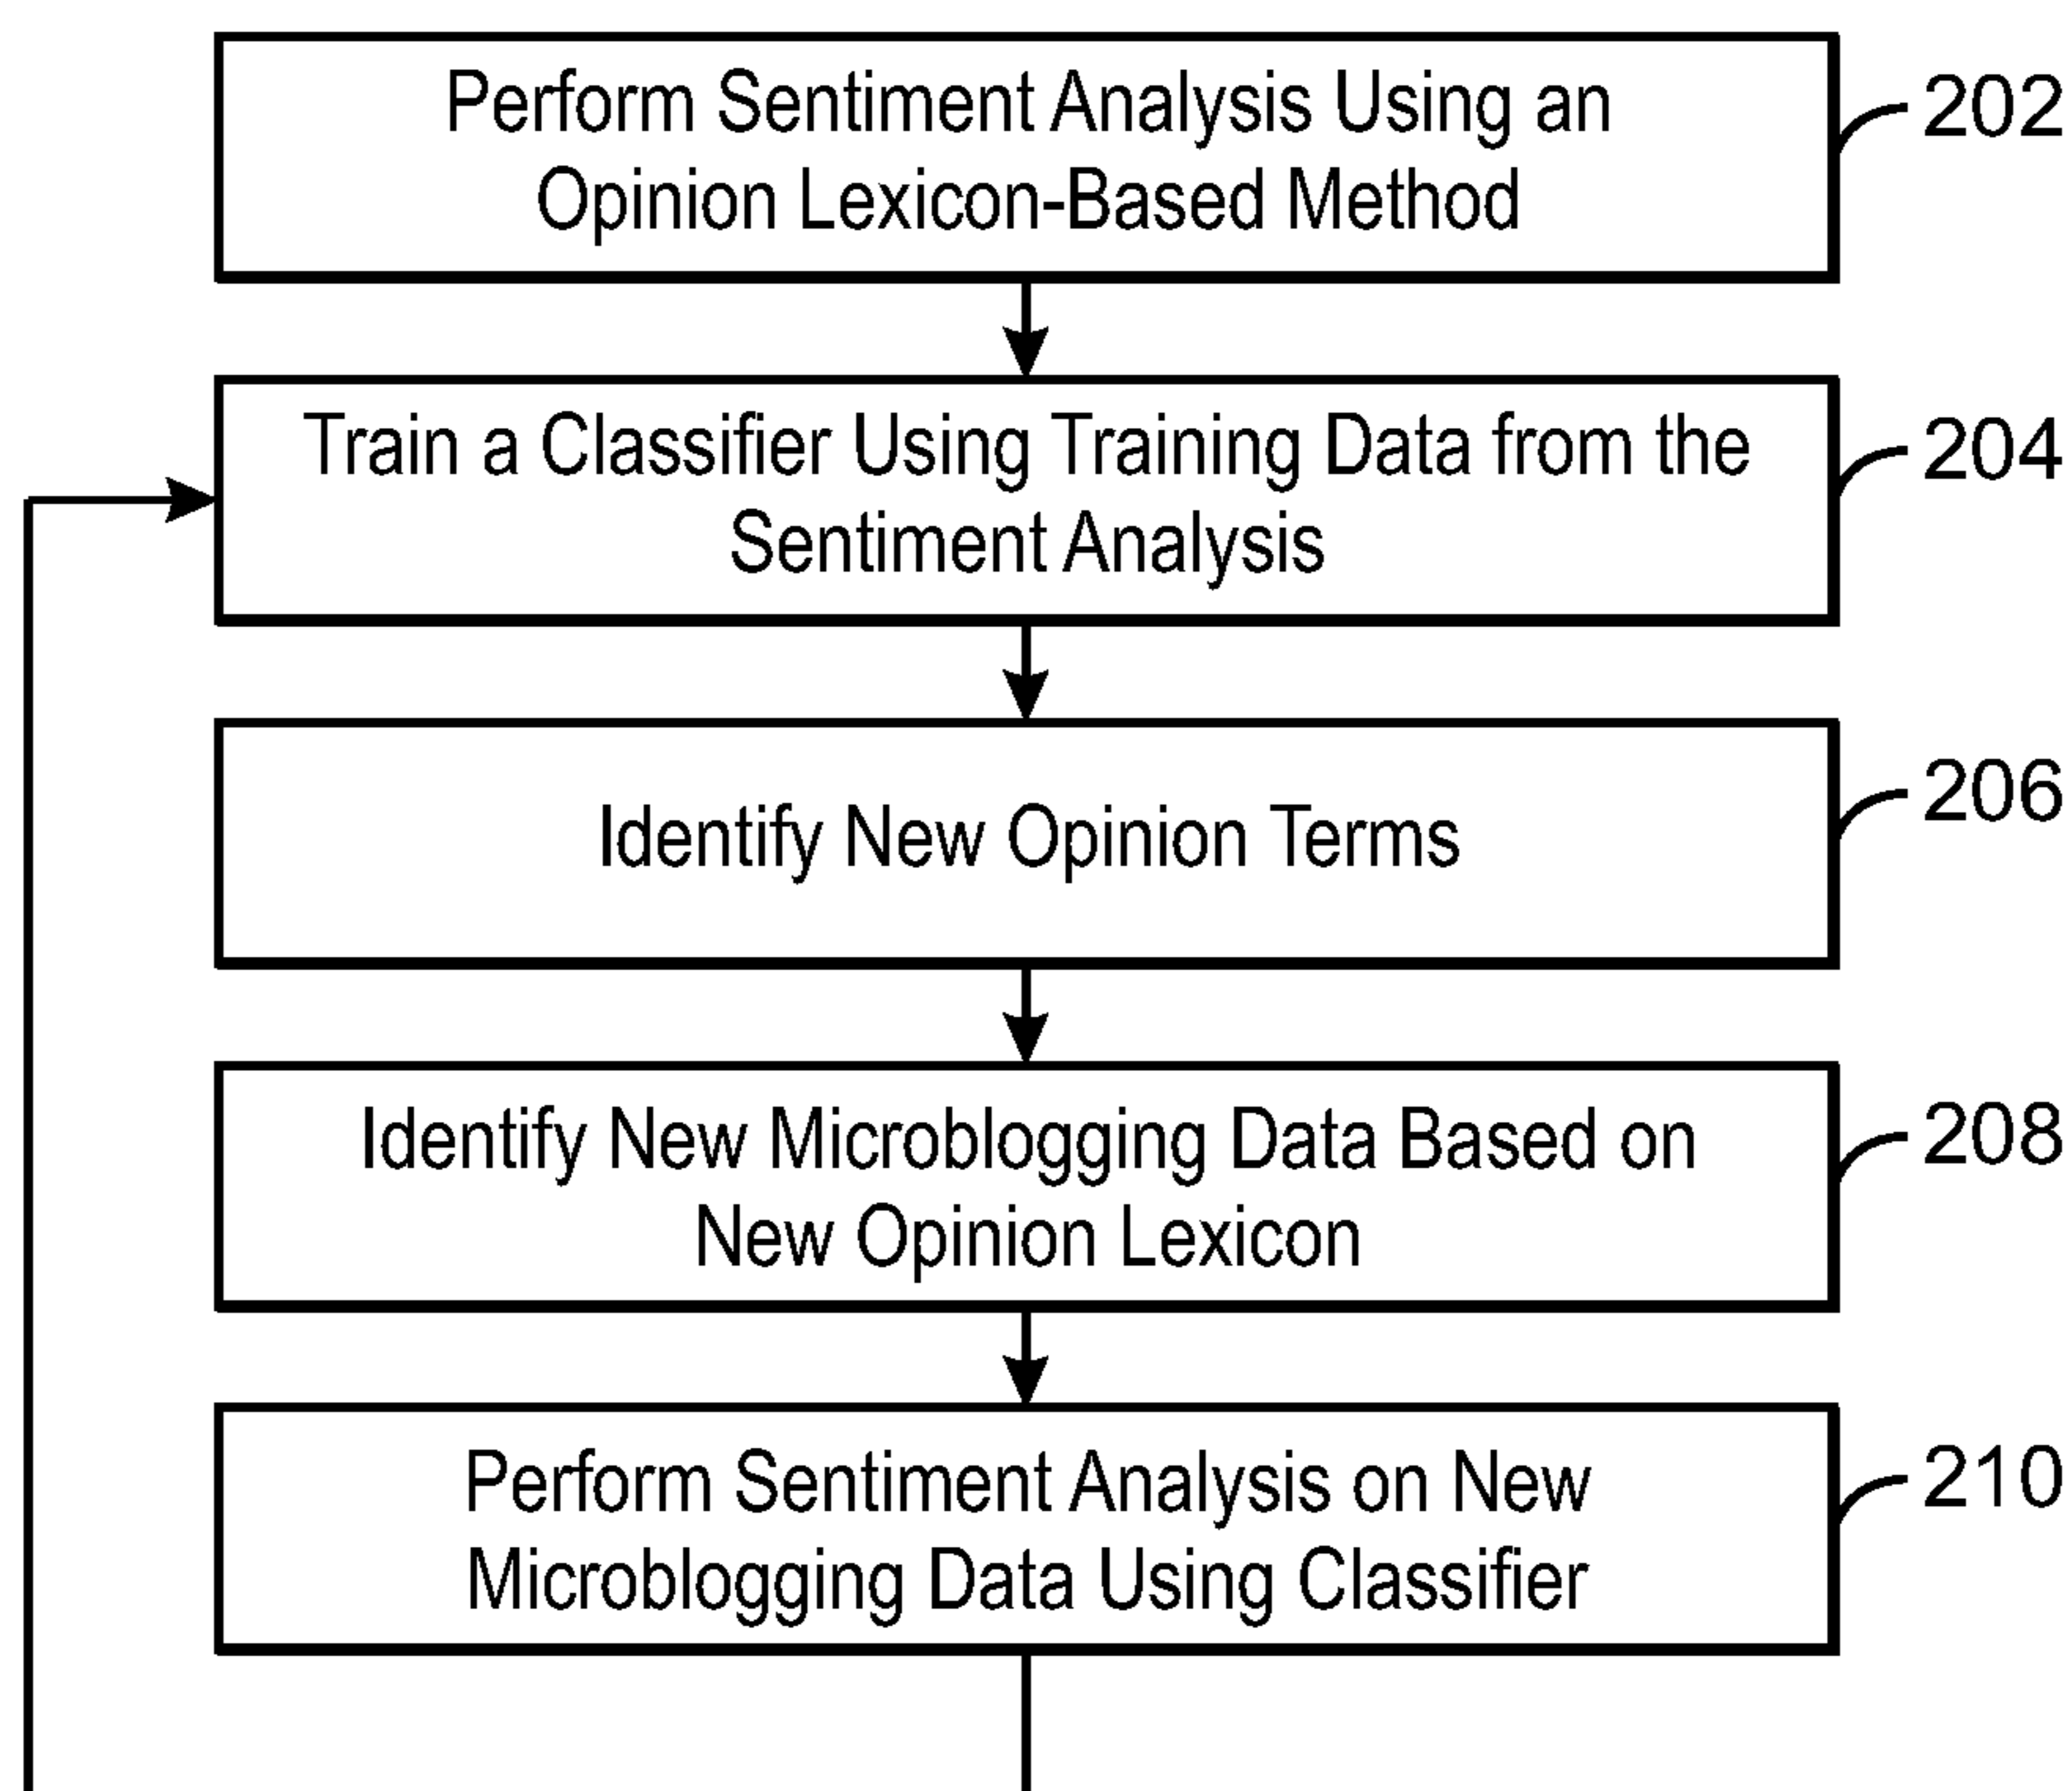 Perform Sentiment Analysis Using an
Opinion Lexicon-Based Method
202
Train a Classifier Using Training Data from the
Sentiment Analysis
204
Identify New Opinion Terms
206
Identify New Microblogging Data Based on
New Opinion Lexicon
208
Perform Sentiment Analysis on New
Microblogging Data Using Classifier
210